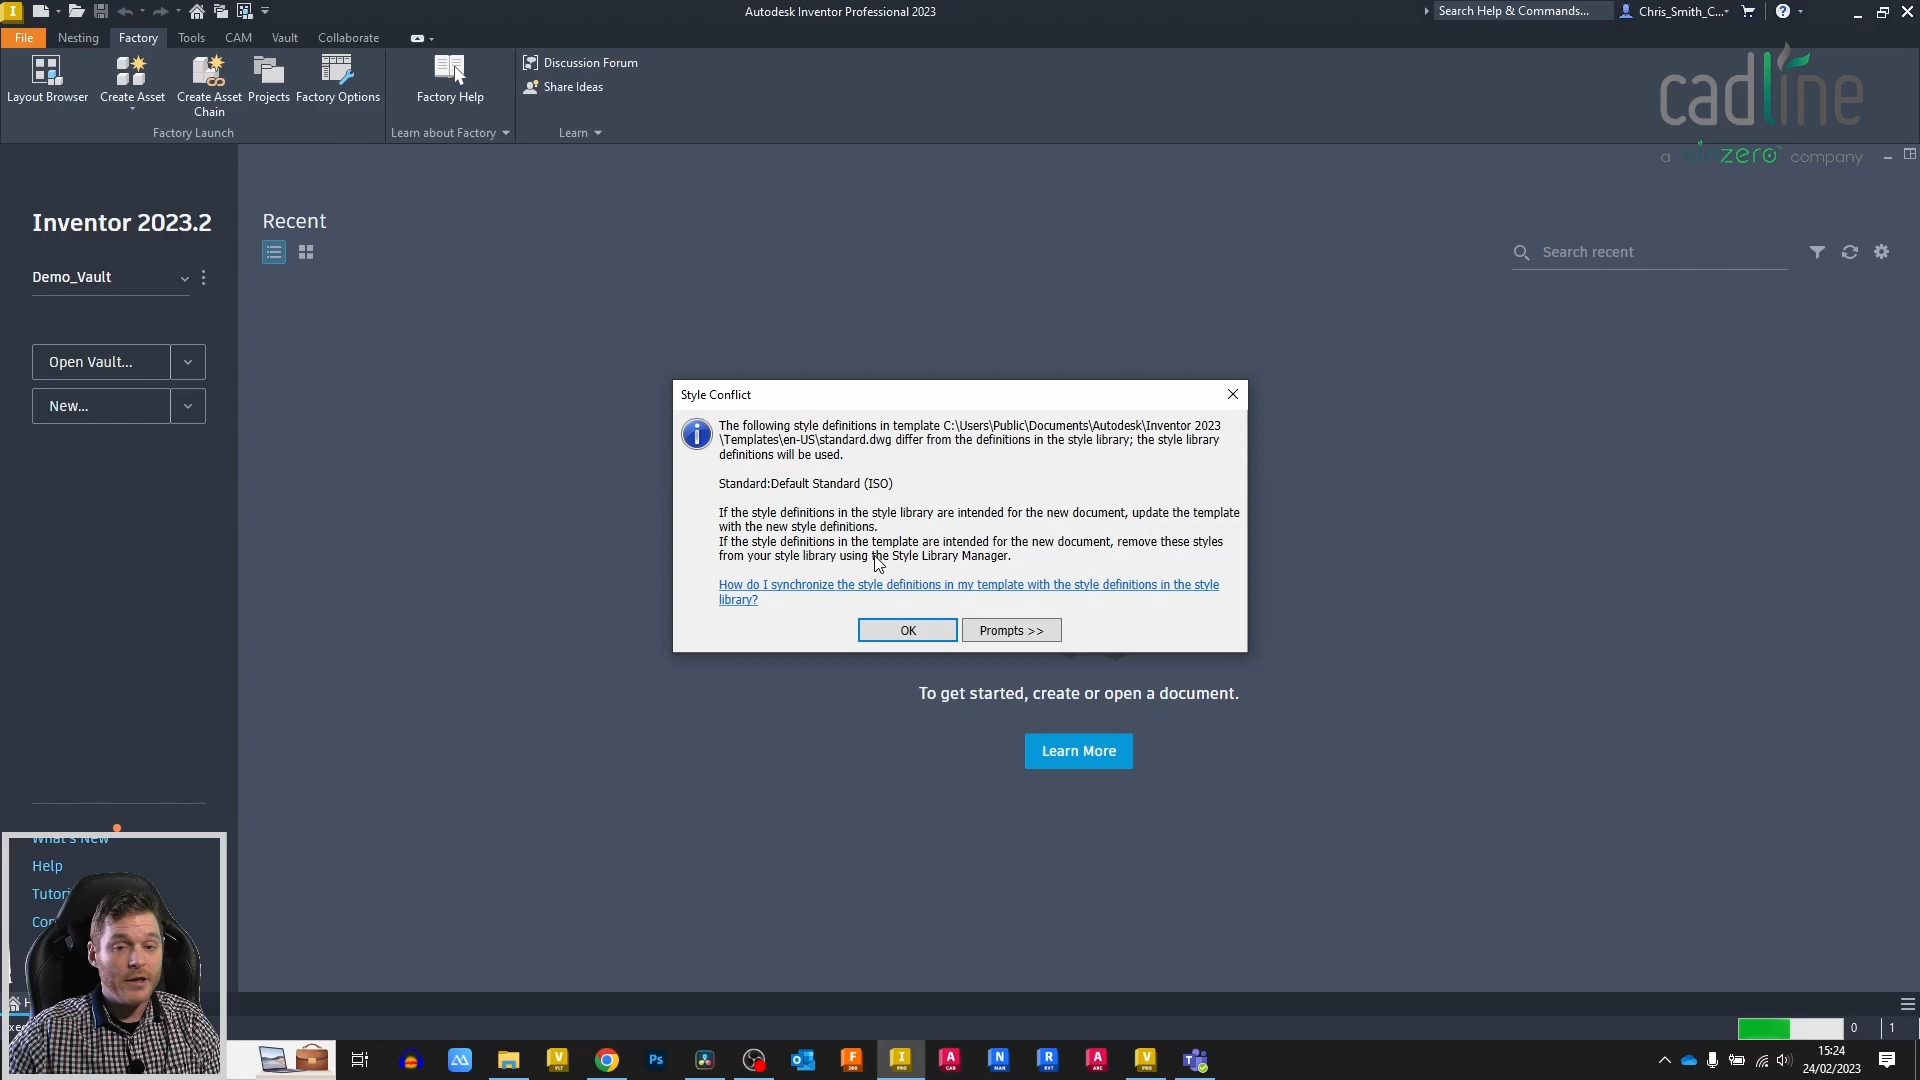 Autodesk Inventor Professional 2023
Search Help & Commands...
Chris_Smith_C...
File
Nesting
Factory
Tools
CAM
Vault
Collaborate
Layout Browser
Create Asset
Create Asset
Chain
Projects
Factory Options
Factory Launch
Factory Help
Learn about Factory
Discussion Forum
Share Ideas
Learn
cadline
a
zero
company
Inventor 2023.2
Demo_Vault
Open Vault...
New...
Recent
Search recent
Style Conflict
The following style definitions in template C:\Users\Public\Documents\Autodesk\Inventor 2023
\Templates\en-US\standard.dwg differ from the definitions in the style library; the style library
definitions will be used.
Standard:Default Standard (ISO)
If the style definitions in the style library are intended for the new document, update the template
with the new style definitions.
If the style definitions in the template are intended for the new document, remove these styles
from your style library using the Style Library Manager.
How do I synchronize the style definitions in my template with the style definitions in the style
library?
OK
Prompts >>
To get started, create or open a document.
Learn More
What's New
Help
0
1
15:24
24/02/2023